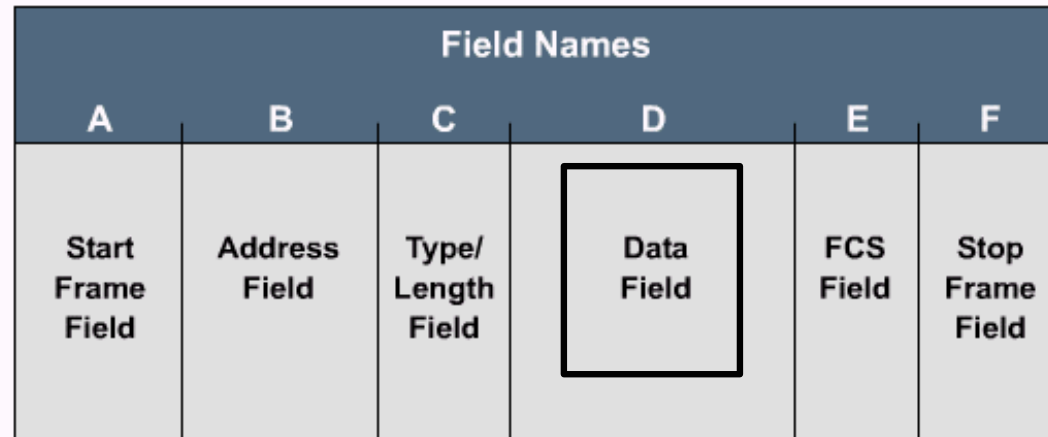 Field Names
A B C D E F
Start Frame Field
Address Field
Type/ Length Field
Data Field
FCS Field
Stop Frame Field